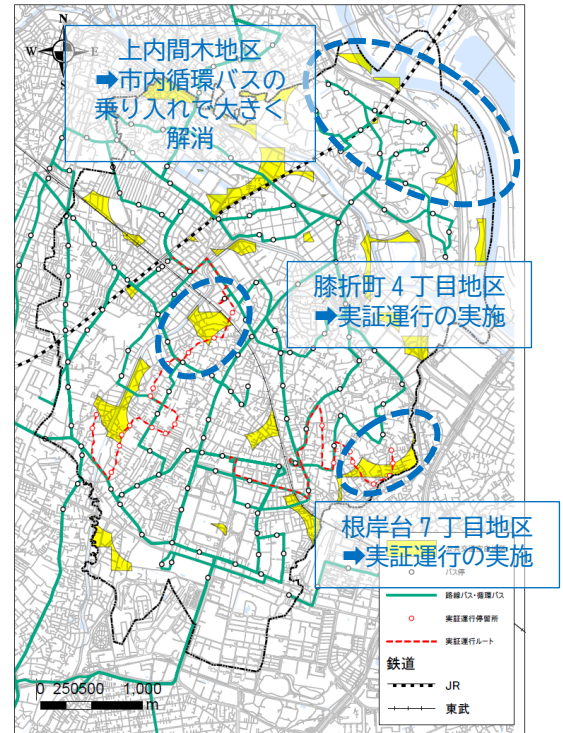 N
W
E
S
上内間木地区
➡市内循環バスの
乗り入れで大きく
解消
膝折町4丁目地区
➡実証運行の実施
根岸台7丁目地区
➡実証運行の実施
バス停
路線バス・循環バス
実証運行停留所
実証運行ルート
鉄道
JR
東武
0 250500 1,000
m